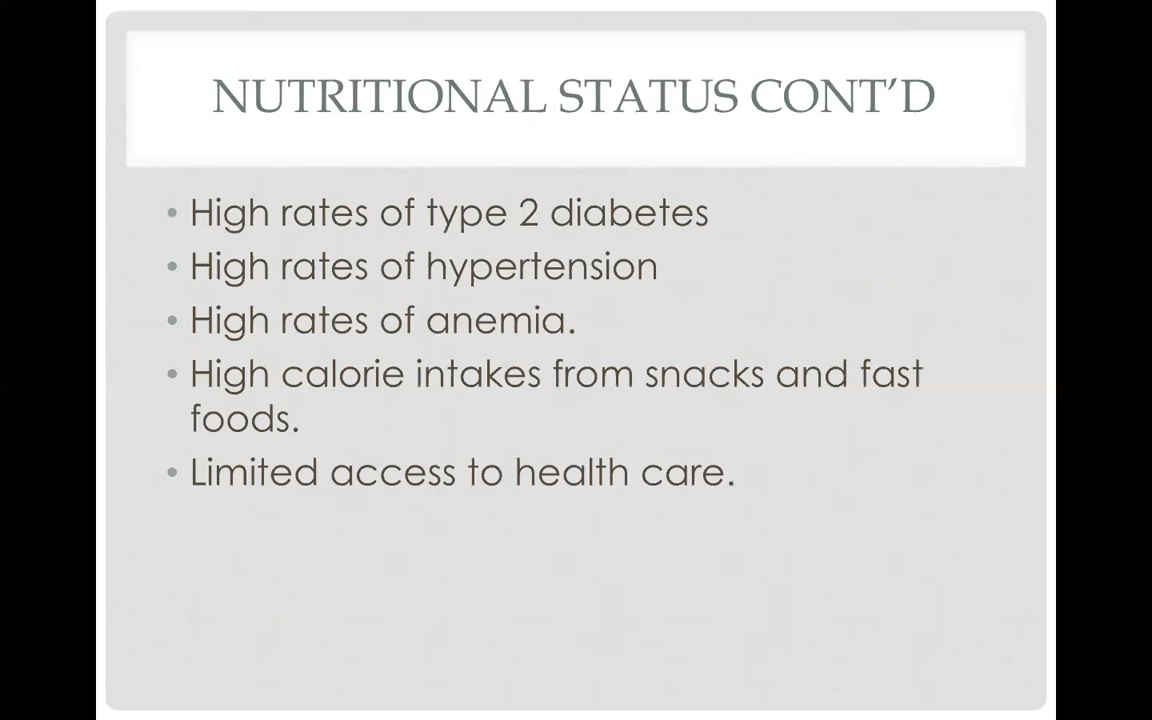 NUTRITIONAL STATUS CONT’D
• High rates of type 2 diabetes
• High rates of hypertension
• High rates of anemia.
• High calorie intakes from snacks and fast
foods.
• Limited access to health care.